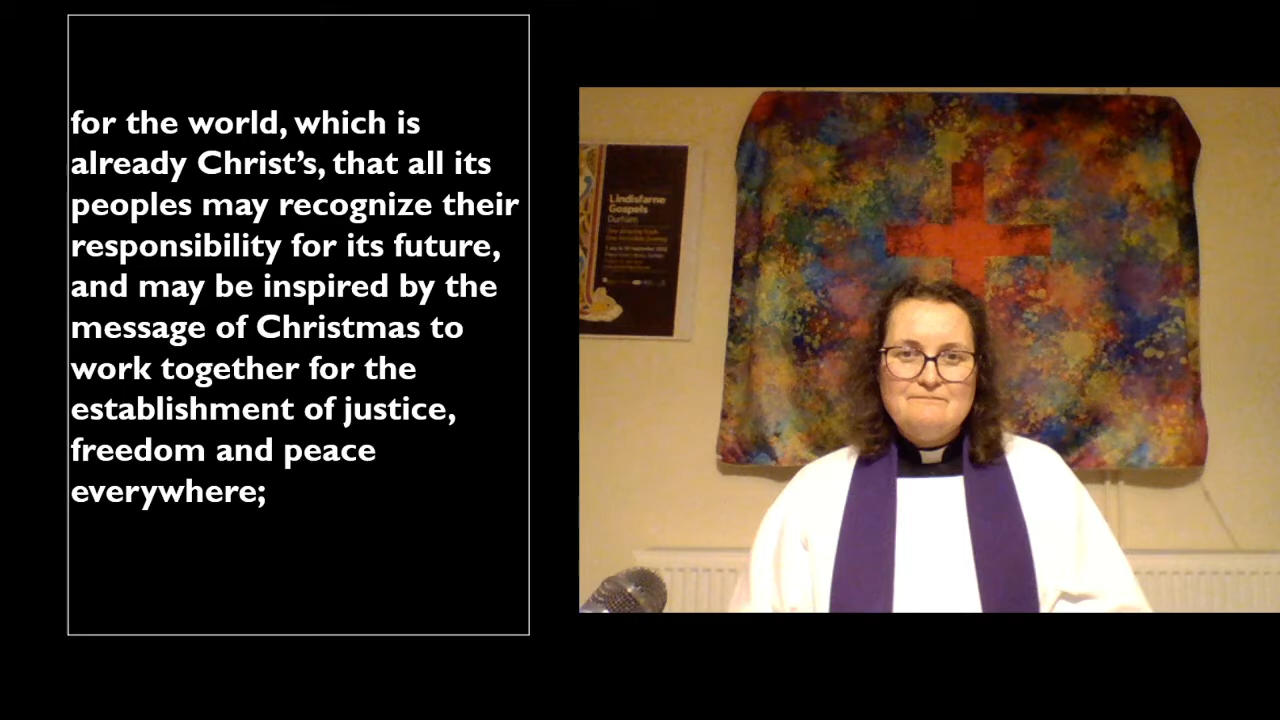 for the world, which is
already Christ’s, that all its
peoples may recognize their
responsibility for its future,
and may be inspired by the
message of Christmas to
work together for the
establishment of justice,
freedom and peace
everywhere;
Lindisfarne
Gospels
Durham